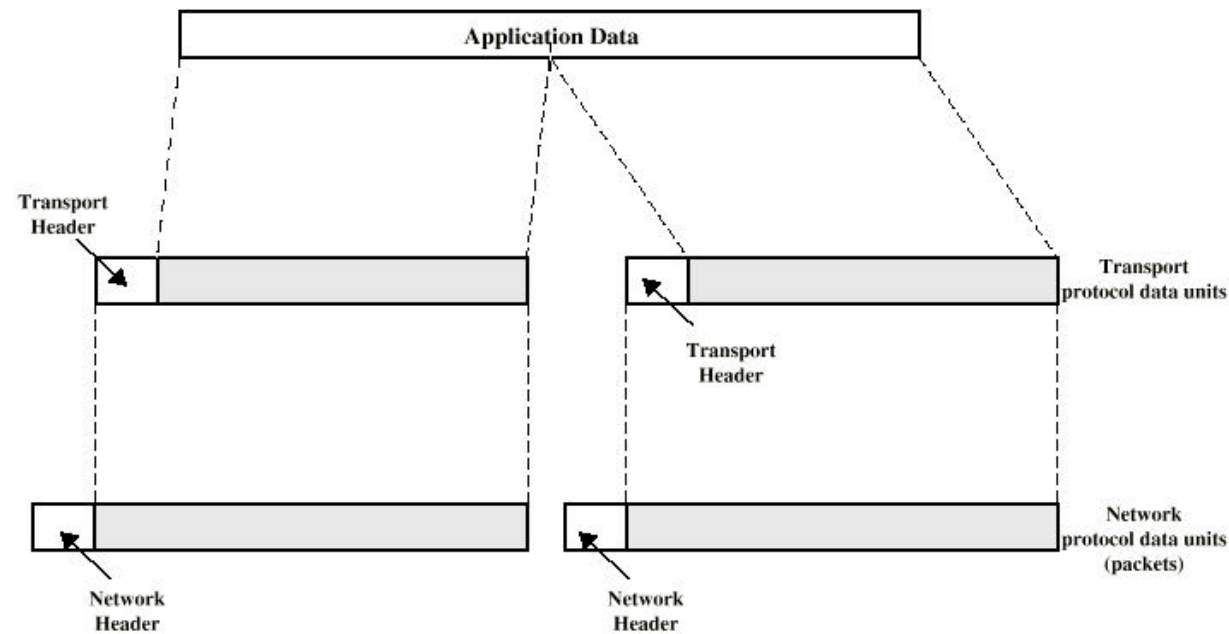 Application Data
Transport
Header
Transport
protocol data units
Transport
Header
Network
protocol data units
(packets)
Network
Header
Network
Header